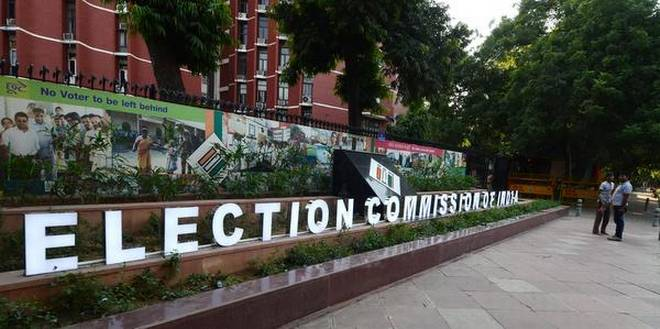 No Voter to be left behind
ELECTION COMMISSION OF INDIA